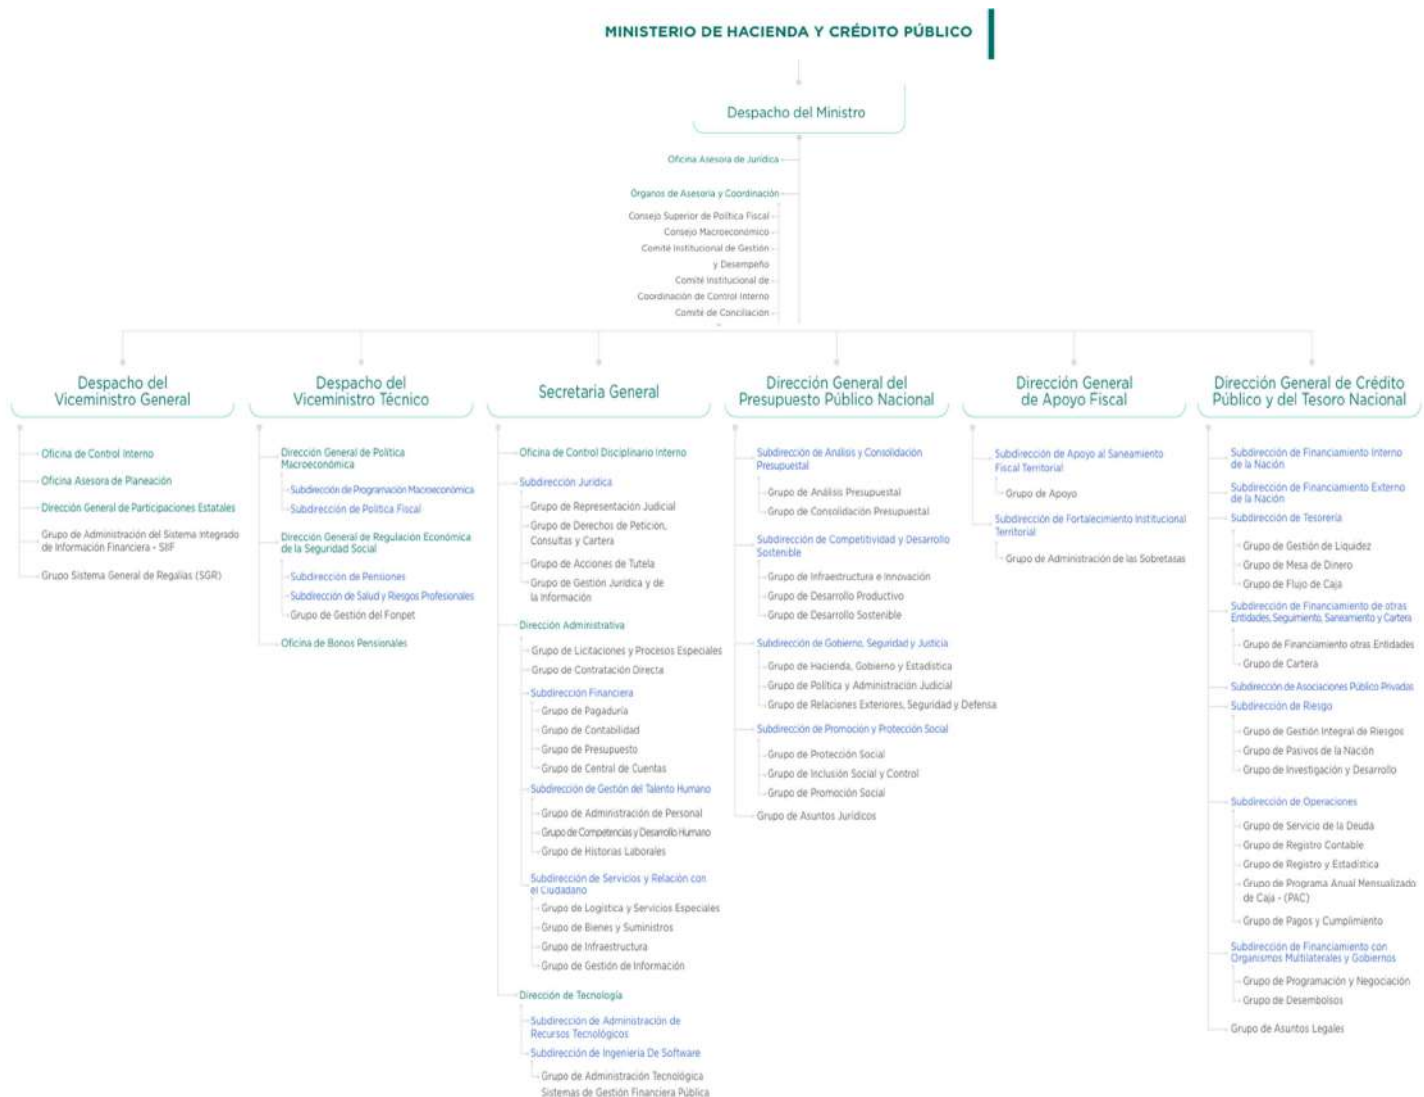 MINISTERIO DE HACIENDA Y CRÉDITO PÚBLICO
Despacho del Ministro
Oficina Asesora de Jurídica
Órganos de Asesoria y Coordinación
Consejo Superior de Política Fiscal
Consejo Macroeconómico
Comité Institucional de Gestión
y Desempeño
Comité Institucional de
Coordinación de Control Interno
Comité de Conciliación
Despacho del
Viceministro General
Oficina de Control Interno
Oficina Asesora de Planeación
Dirección General de Participaciones Estatales
Grupo de Administración del Sistema Integrado
de Información Financiera - SIIF
Grupo Sistema General de Regalías (SGR)
Despacho del
Viceministro Técnico
Dirección General de Política
Macroeconómica
Subdirección de Programación Macroeconómica
Subdirección de Política Fiscal
Dirección General de Regulación Económica
de la Seguridad Social
Subdirección de Pensiones
Subdirección de Salud y Riesgos Profesionales
Grupo de Gestión del Fonpet
Oficina de Bonos Pensionales
Secretaria General
Oficina de Control Disciplinario Interno
Subdirección Jurídica
Grupo de Representación Judicial
Grupo de Derechos de Petición,
Consultas y Cartera
Grupo de Acciones de Tutela
Grupo de Gestión Jurídica y de
la Información
Dirección Administrativa
Grupo de Licitaciones y Procesos Especiales
Grupo de Contratación Directa
Subdirección Financiera
Grupo de Pagaduría
Grupo de Contabilidad
Grupo de Presupuesto
Grupo de Central de Cuentas
Subdirección de Gestión del Talento Humano
Grupo de Administración de Personal
Grupo de Competencias y Desarrollo Humano
Grupo de Historias Laborales
Subdirección de Servicios y Relación con
el Ciudadano
Grupo de Logística y Servicios Especiales
Grupo de Bienes y Suministros
Grupo de Infraestructura
Grupo de Gestión de Información
Dirección de Tecnología
Subdirección de Administración de
Recursos Tecnológicos
Subdirección de Ingeniería De Software
Grupo de Administración Tecnológica
Sistemas de Gestión Financiera Pública
Dirección General del
Presupuesto Público Nacional
Subdirección de Análisis y Consolidación
Presupuestal
Grupo de Análisis Presupuestal
Grupo de Consolidación Presupuestal
Subdirección de Competitividad y Desarrollo
Sostenible
Grupo de Infraestructura e Innovación
Grupo de Desarrollo Productivo
Grupo de Desarrollo Sostenible
Subdirección de Gobierno, Seguridad y Justicia
Grupo de Hacienda, Gobierno y Estadística
Grupo de Política y Administración Judicial
Grupo de Relaciones Exteriores, Seguridad y Defensa
Subdirección de Promoción y Protección Social
Grupo de Protección Social
Grupo de Inclusión Social y Control
Grupo de Promoción Social
Grupo de Asuntos Jurídicos
Dirección General
de Apoyo Fiscal
Subdirección de Apoyo al Saneamiento
Fiscal Territorial
Grupo de Apoyo
Subdirección de Fortalecimiento Institucional
Territorial
Grupo de Administración de las Sobretasas
Dirección General de Crédito
Público y del Tesoro Nacional
Subdirección de Financiamiento Interno
de la Nación
Subdirección de Financiamiento Externo
de la Nación
Subdirección de Tesorería
Grupo de Gestión de Liquidez
Grupo de Mesa de Dinero
Grupo de Flujo de Caja
Subdirección de Financiamiento de otras
Entidades, Seguimiento, Saneamiento y Cartera
Grupo de Financiamiento otras Entidades
Grupo de Cartera
Subdirección de Asociaciones Público Privadas
Subdirección de Riesgo
Grupo de Gestión Integral de Riesgos
Grupo de Pasivos de la Nación
Grupo de Investigación y Desarrollo
Subdirección de Operaciones
Grupo de Servicio de la Deuda
Grupo de Registro Contable
Grupo de Registro y Estadística
Grupo de Programa Anual Mensualizado
de Caja - (PAC)
Grupo de Pagos y Cumplimiento
Subdirección de Financiamiento con
Organismos Multilaterales y Gobiernos
Grupo de Programación y Negociación
Grupo de Desembolsos
Grupo de Asuntos Legales